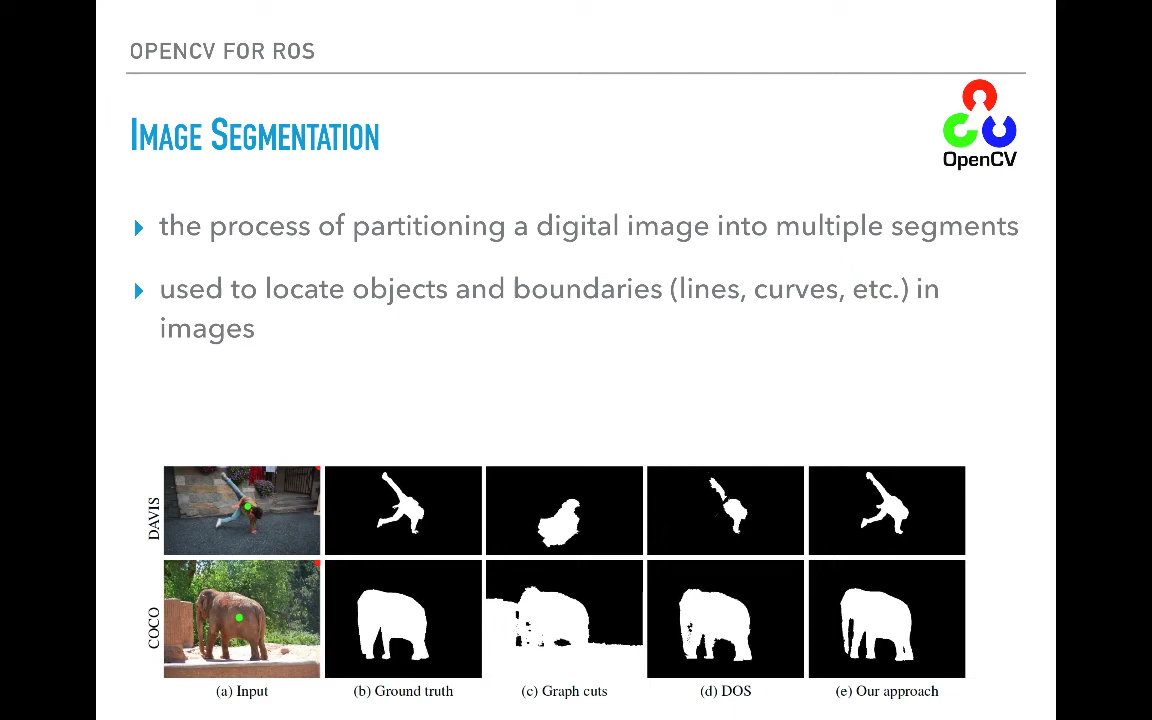 OPENCV FOR ROS
IMAGE SEGMENTATION
OpenCV
the process of partitioning a digital image into multiple segments
used to locate objects and boundaries (lines, curves, etc.) in
images
DAVIS
COCO
(a) Input
(b) Ground truth
(c) Graph cuts
(d) DOS
(e) Our approach